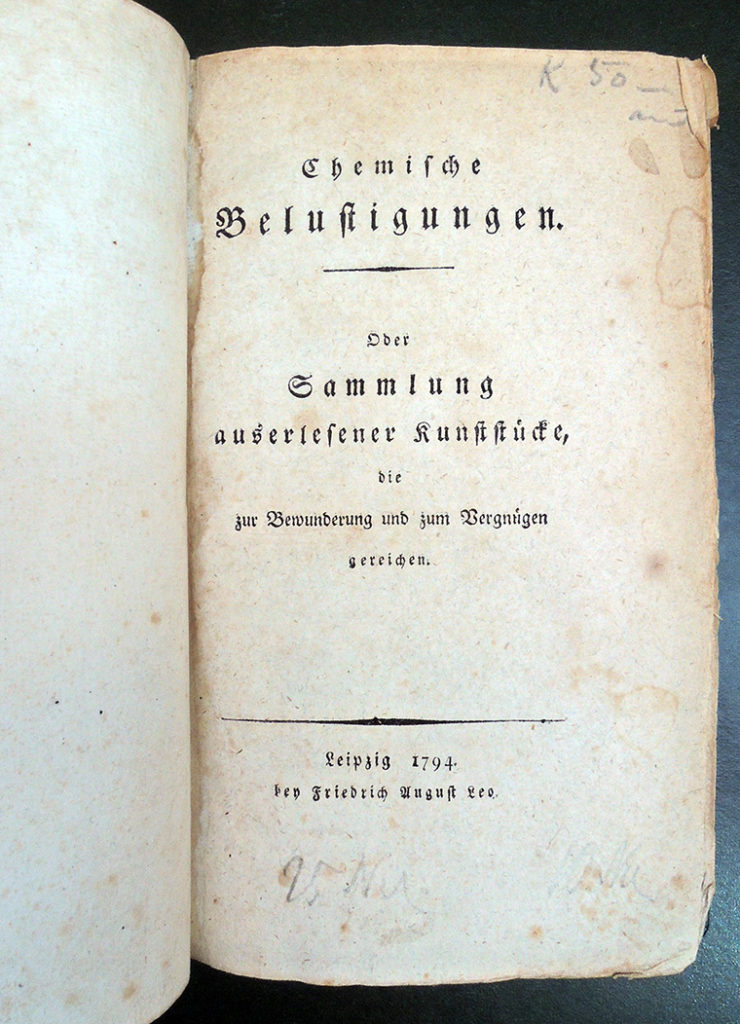 K 50—
Chemiſche
Beluſtigungen.
Oder
Sammlung
auserleſener Kunſtſtücke,
die
zur Bewunderung und zum Vergnügen
gereichen.
Leipzig 1794.
bey Friedrich Auguſt Leo.